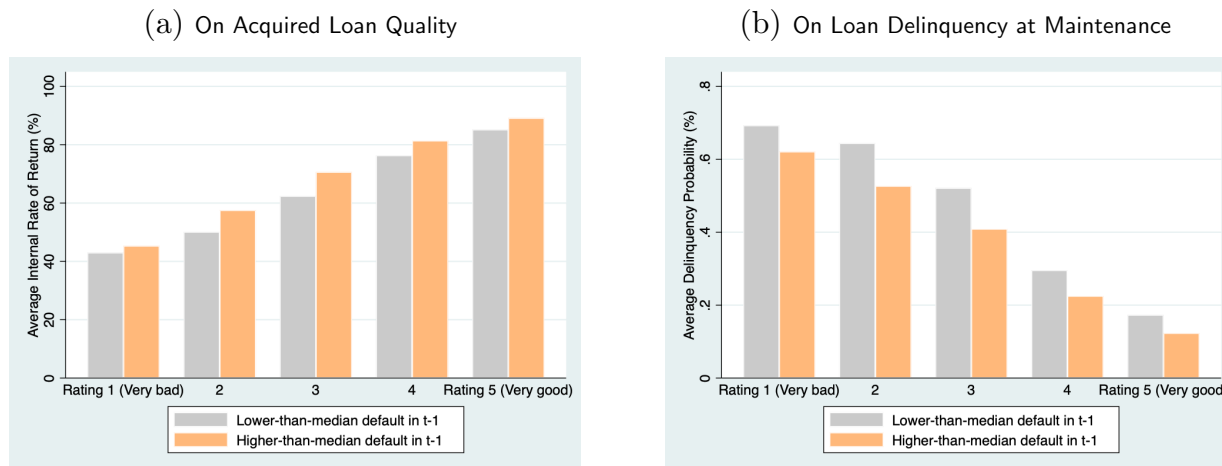 (a) On Acquired Loan Quality
Average Internal Rate of Return (%)
100
80
60
40
20
0
Rating 1 (Very bad) 2 3 4 Rating 5 (Very good)
Lower-than-median default in t-1
Higher-than-median default in t-1
(b) On Loan Delinquency at Maintenance
Average Delinquency Probability (%)
.8
.6
.4
.2
0
Rating 1 (Very bad) 2 3 4 Rating 5 (Very good)
Lower-than-median default in t-1
Higher-than-median default in t-1